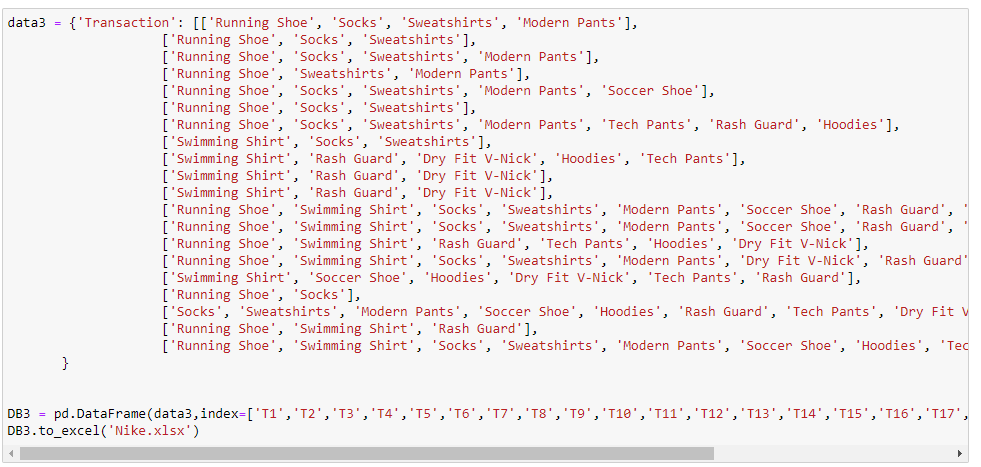 data3 = {'Transaction': [['Running Shoe', 'Socks', 'Sweatshirts', 'Modern Pants'],
['Running Shoe', 'Socks', 'Sweatshirts'],
['Running Shoe', 'Socks', 'Sweatshirts', 'Modern Pants'],
['Running Shoe', 'Sweatshirts', 'Modern Pants'],
['Running Shoe', 'Socks', 'Sweatshirts', 'Modern Pants', 'Soccer Shoe'],
['Running Shoe', 'Socks', 'Sweatshirts'],
['Running Shoe', 'Socks', 'Sweatshirts', 'Modern Pants', 'Tech Pants', 'Rash Guard', 'Hoodies'],
['Swimming Shirt', 'Socks', 'Sweatshirts'],
['Swimming Shirt', 'Rash Guard', 'Dry Fit V-Nick', 'Hoodies', 'Tech Pants'],
['Swimming Shirt', 'Rash Guard', 'Dry Fit V-Nick'],
['Swimming Shirt', 'Rash Guard', 'Dry Fit V-Nick'],
['Running Shoe', 'Swimming Shirt', 'Socks', 'Sweatshirts', 'Modern Pants', 'Soccer Shoe', 'Rash Guard', '
['Running Shoe', 'Swimming Shirt', 'Socks', 'Sweatshirts', 'Modern Pants', 'Soccer Shoe', 'Rash Guard', '
['Running Shoe', 'Swimming Shirt', 'Rash Guard', 'Tech Pants', 'Hoodies', 'Dry Fit V-Nick'],
['Running Shoe', 'Swimming Shirt', 'Socks', 'Sweatshirts', 'Modern Pants', 'Dry Fit V-Nick', 'Rash Guard'
['Swimming Shirt', 'Soccer Shoe', 'Hoodies', 'Dry Fit V-Nick', 'Tech Pants', 'Rash Guard'],
['Running Shoe', 'Socks'],
['Socks', 'Sweatshirts', 'Modern Pants', 'Soccer Shoe', 'Hoodies', 'Rash Guard', 'Tech Pants', 'Dry Fit V
['Running Shoe', 'Swimming Shirt', 'Rash Guard'],
['Running Shoe', 'Swimming Shirt', 'Socks', 'Sweatshirts', 'Modern Pants', 'Soccer Shoe', 'Hoodies', 'Tec
}
DB3 = pd.DataFrame(data3,index=['T1','T2','T3','T4','T5','T6','T7','T8','T9','T10','T11','T12','T13','T14','T15','T16','T17',
DB3.to_excel('Nike.xlsx')